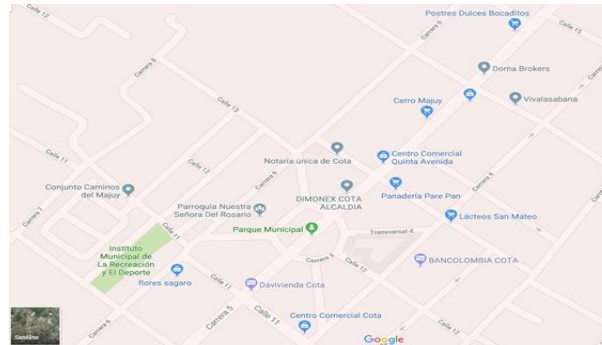 Postres Dulces Bocaditos
Calle 12
Carrera 6
Calle 15
Carrera 8
Doma Brokers
Vivalasabana
Cerro Majuy
Calle 13
Notaría única de Cota
Centro Comercial
Quinta Avenida
Calle 11
Calle 12
Carrera 6
Carrera 4
Conjunto Caminos
del Majuy
DIMONEX COTA
ALCALDIA
Panadería Pare Pan
Parroquia Nuestra
Señora Del Rosario
Carrera 7
Lácteos San Mateo
Parque Municipal
Transversal 4
Calle 11
Instituto
Municipal de
La Recreación
y El Deporte
Carrera 5
Calle 12
BANCOLOMBIA COTA
flores sagaro
Calle 11
Davivienda Cota
Carrera 5
Calle 11
Centro Comercial Cota
Carrera 6
Google